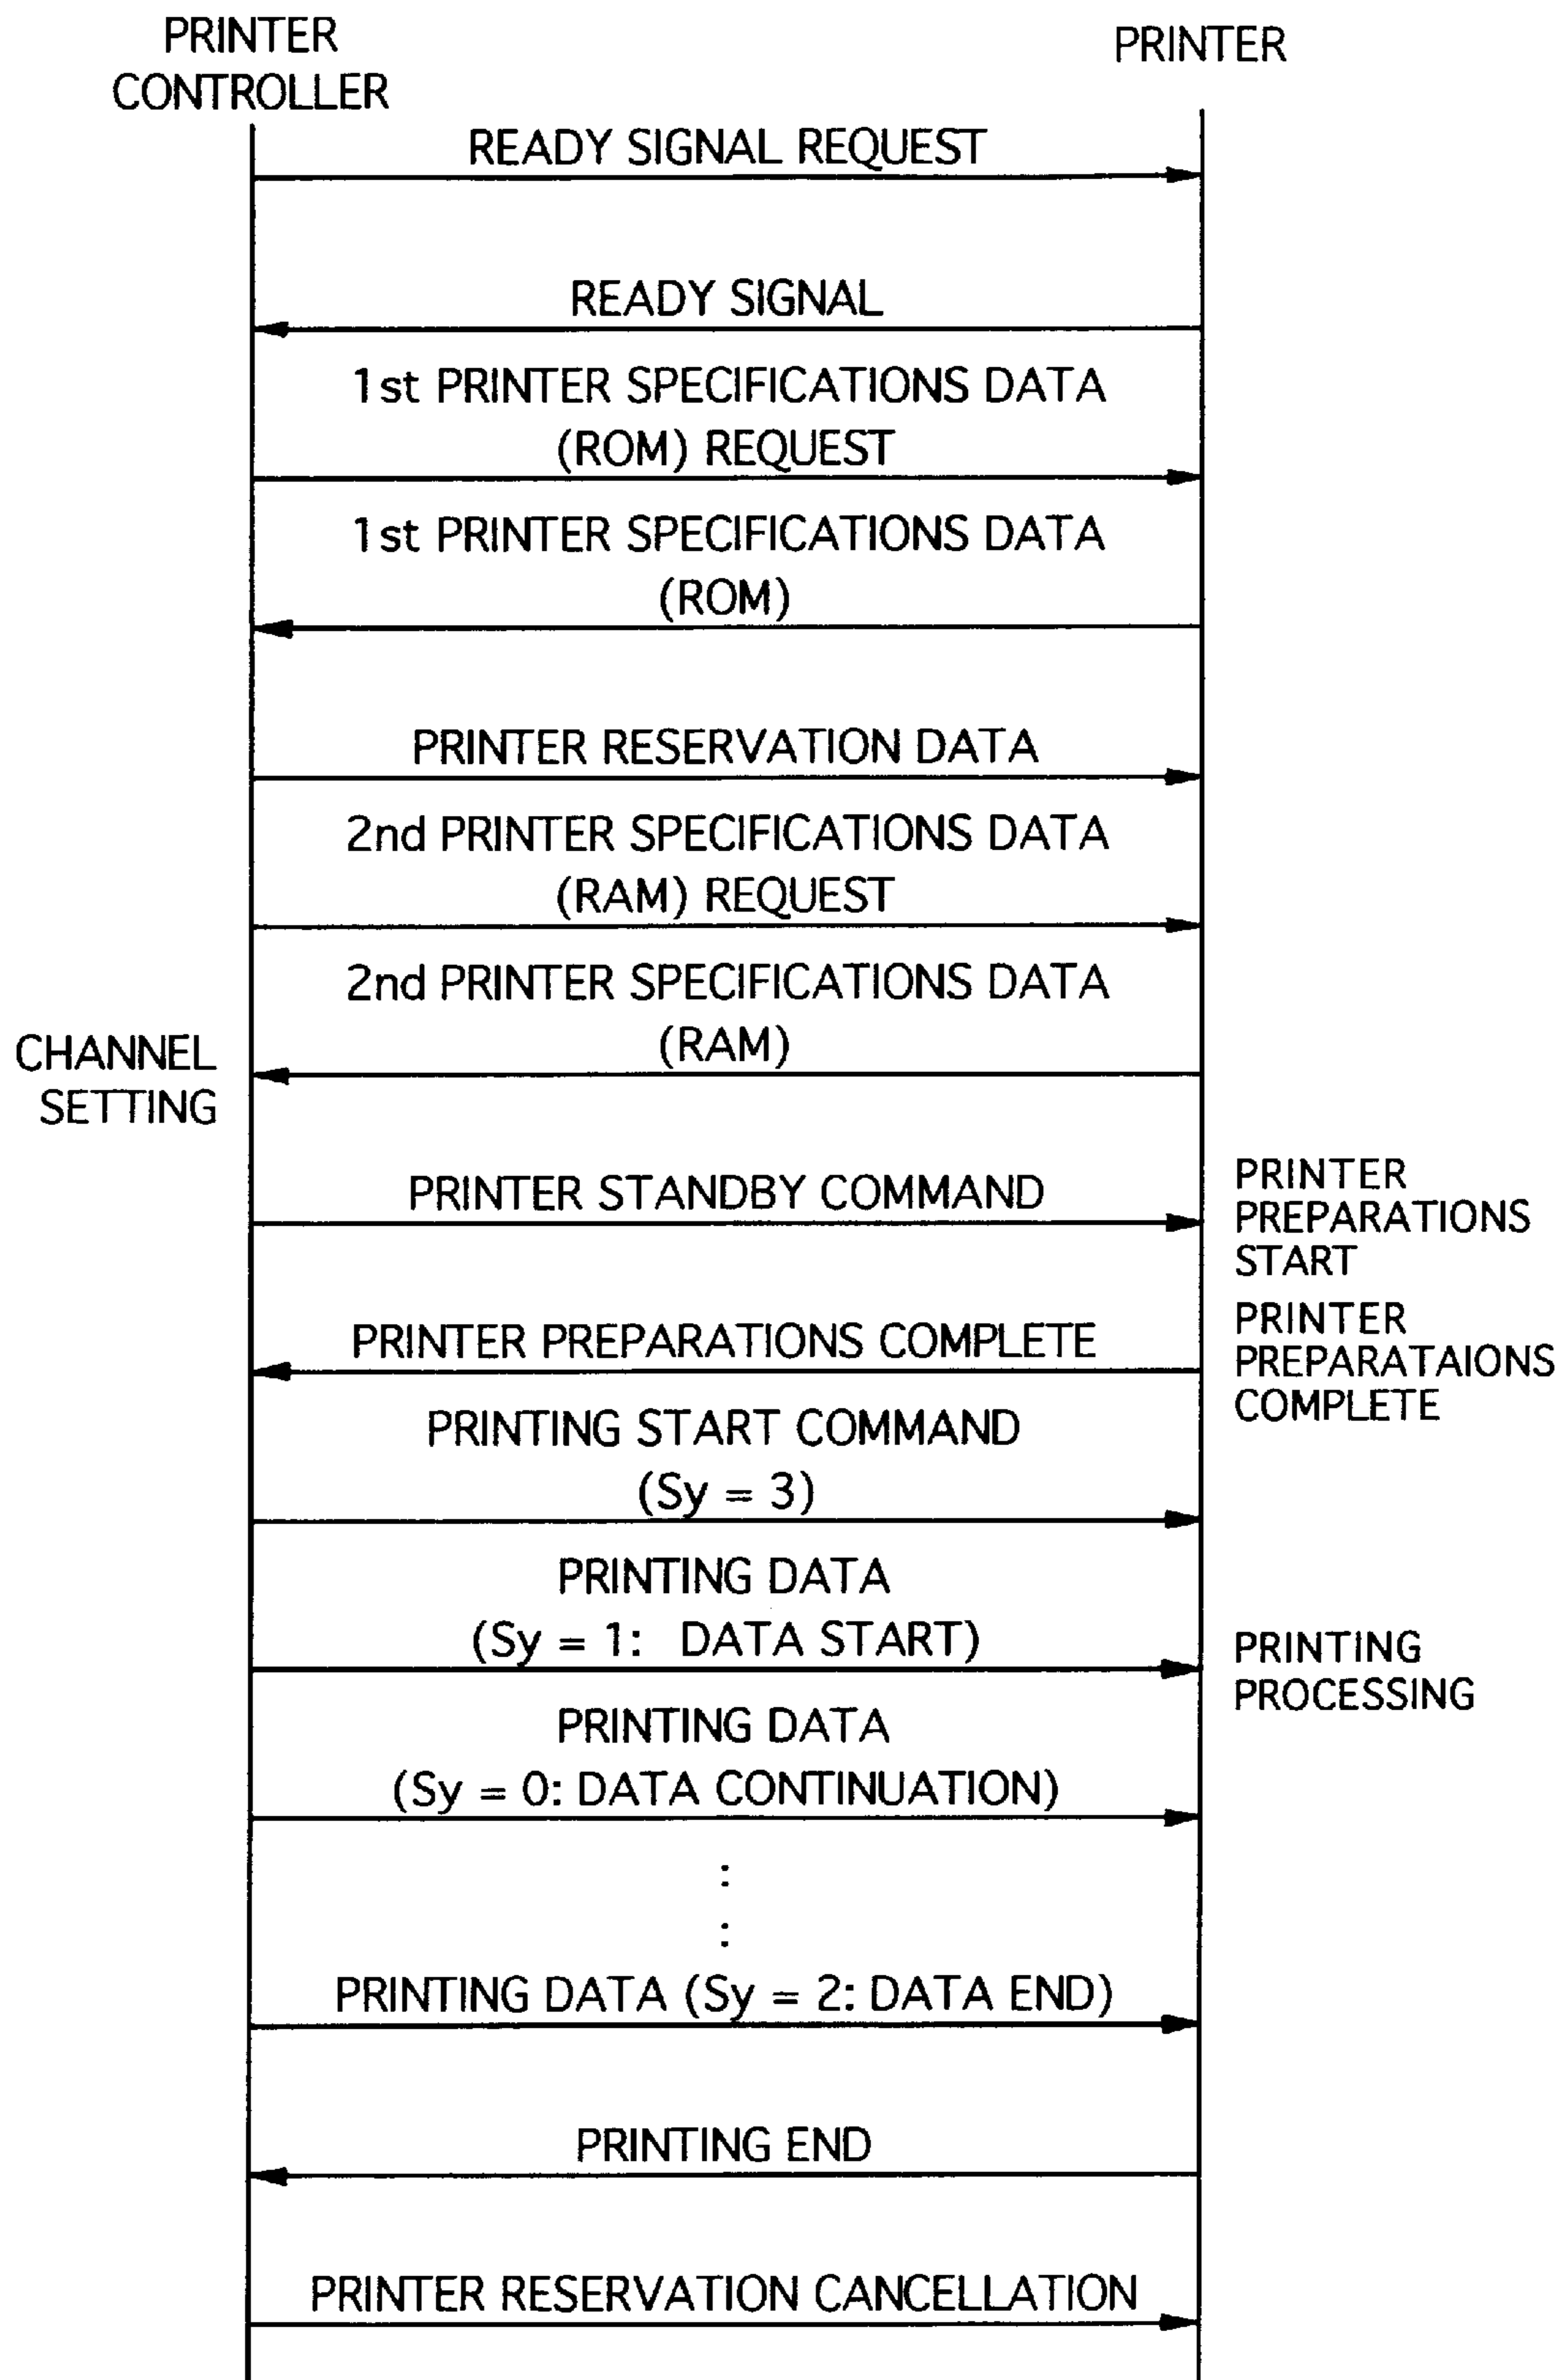 PRINTER
CONTROLLER
PRINTER
READY SIGNAL REQUEST
READY SIGNAL
1st PRINTER SPECIFICATIONS DATA
(ROM) REQUEST
1st PRINTER SPECIFICATIONS DATA
(ROM)
PRINTER RESERVATION DATA
2nd PRINTER SPECIFICATIONS DATA
(RAM) REQUEST
2nd PRINTER SPECIFICATIONS DATA
(RAM)
CHANNEL
SETTING
PRINTER STANDBY COMMAND
PRINTER
PREPARATIONS
START
PRINTER PREPARATIONS COMPLETE
PRINTER
PREPARATAIONS
COMPLETE
PRINTING START COMMAND
(Sy = 3)
PRINTING DATA
(Sy = 1: DATA START)
PRINTING
PROCESSING
PRINTING DATA
(Sy = 0: DATA CONTINUATION)
:
:
PRINTING DATA (Sy = 2: DATA END)
PRINTING END
PRINTER RESERVATION CANCELLATION